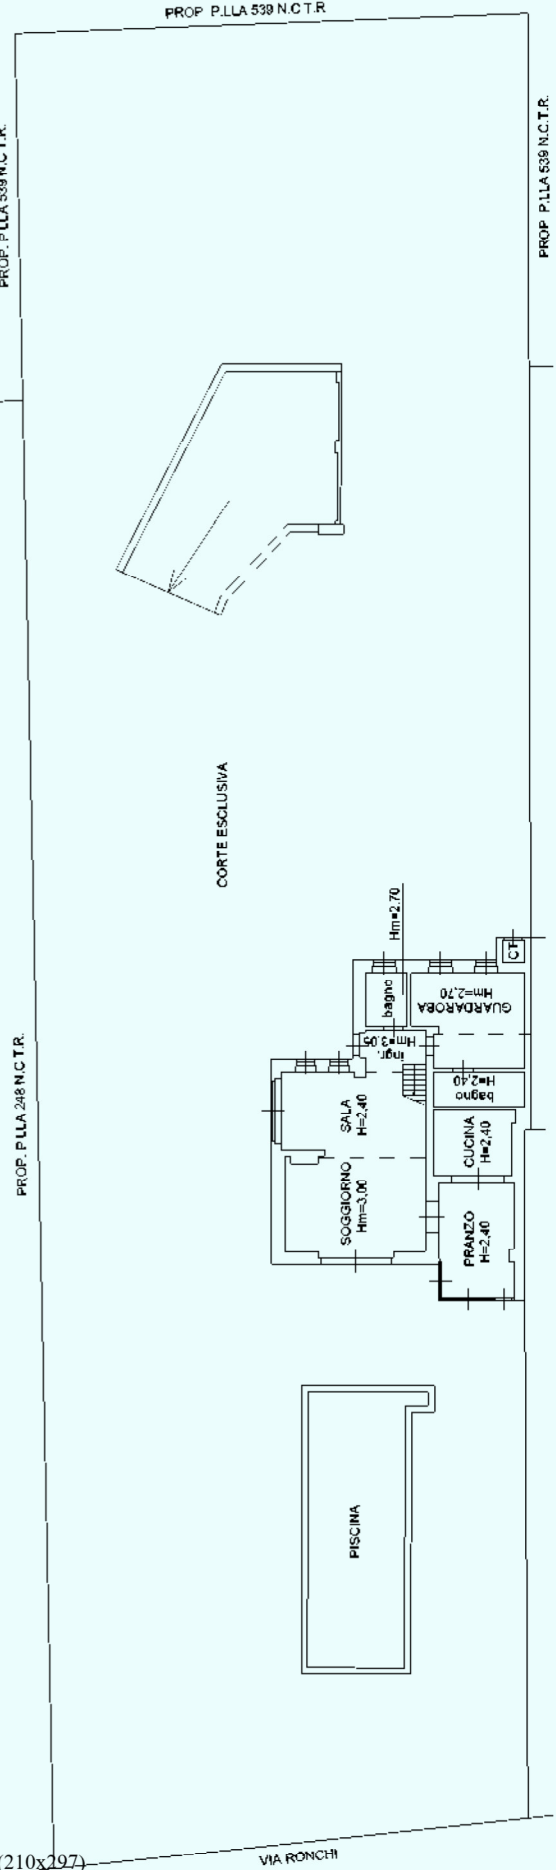 PROP P.LLA 539 N.C T.R
PROP. P LLA 539 N.C T.R.
PROP P.LLA 539 N.C.T.R.
CORTE ESCLUSIVA
Hm=2.70
CT
bagno
GUARDAROBA
Hm=2,70
ingr.
Hm=3.05
bagno
H=2,40
SALA
H=2,40
CUCINA
H=2,40
SOGGIORNO
Hm=3,00
PRANZO
H=2,40
PROP. P.LLA 248 N.C T.R.
PISCINA
(210x297)
VIA RONCHI